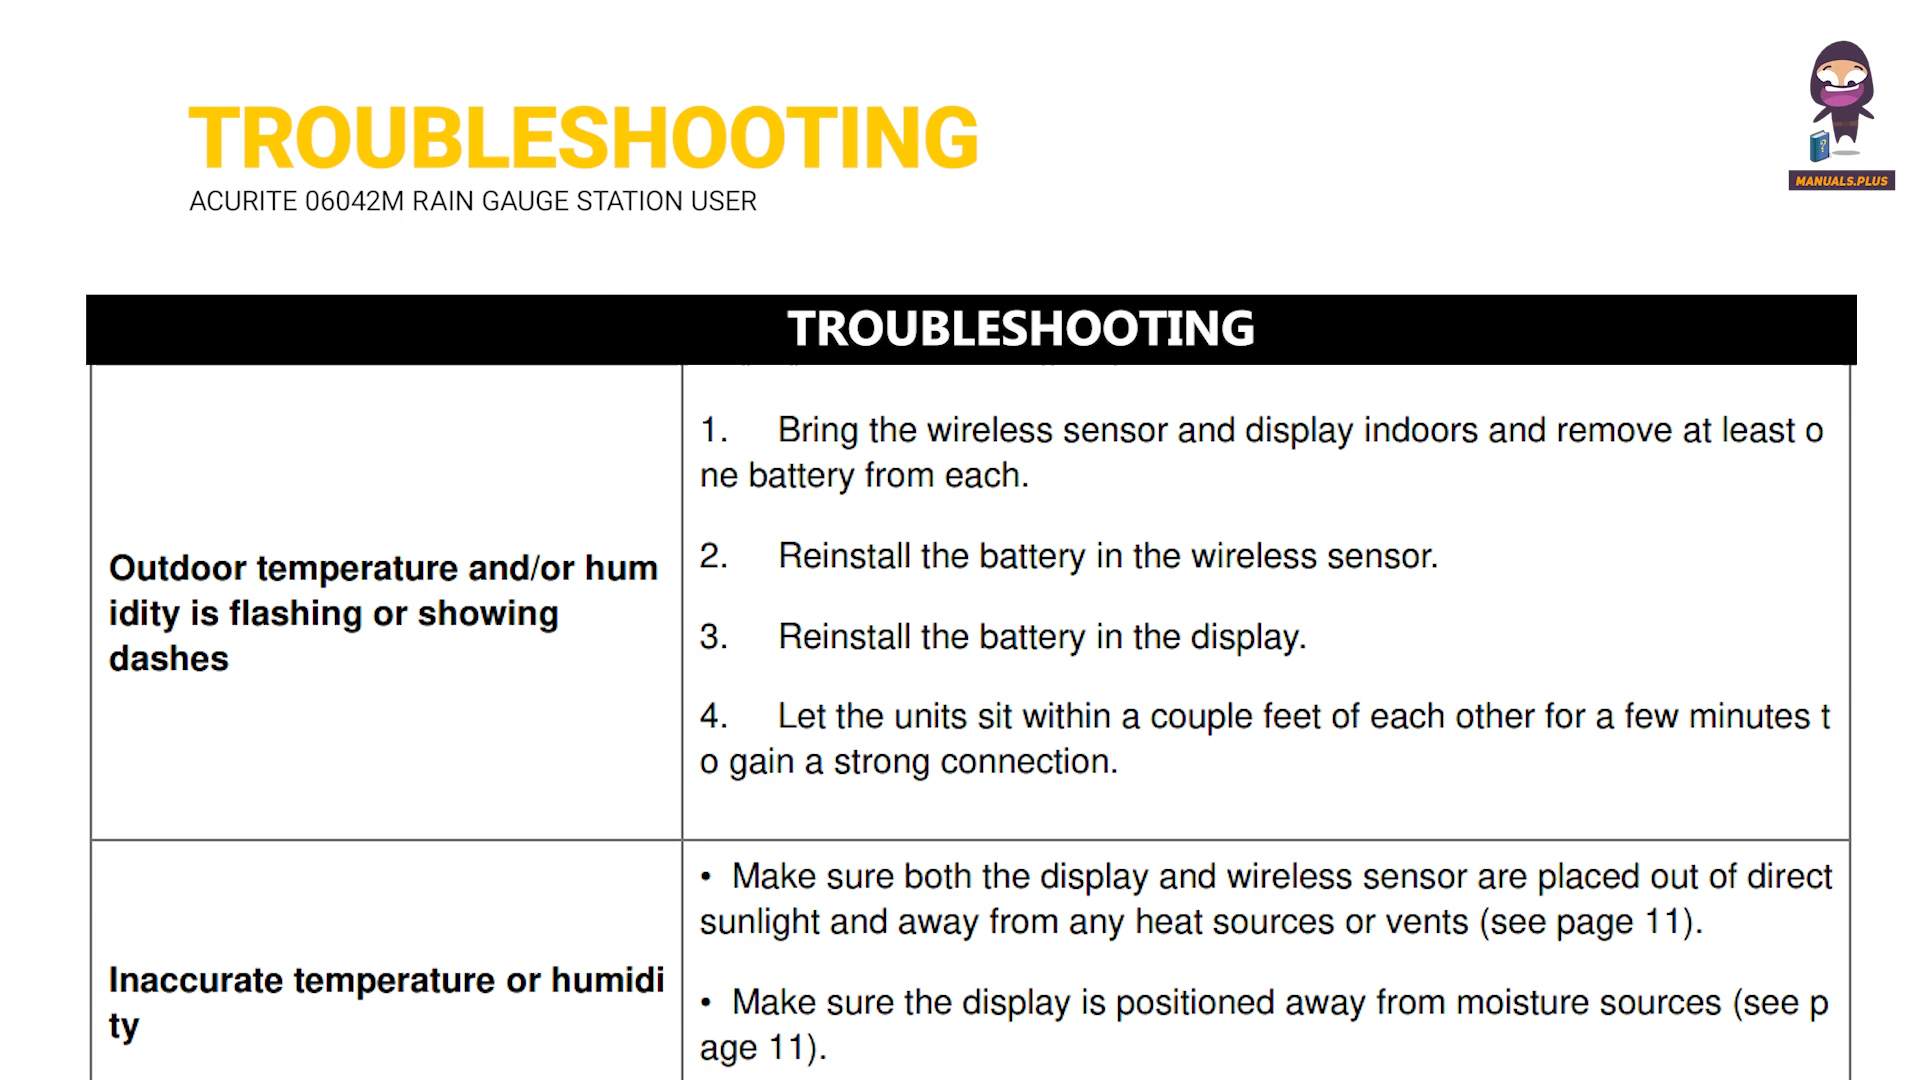 TROUBLESHOOTING
ACURITE 06042M RAIN GAUGE STATION USER
MANUALS.PLUS
TROUBLESHOOTING
Outdoor temperature and/or hum
idity is flashing or showing
dashes
1. Bring the wireless sensor and display indoors and remove at least o
ne battery from each.
2. Reinstall the battery in the wireless sensor.
3. Reinstall the battery in the display.
4. Let the units sit within a couple feet of each other for a few minutes t
o gain a strong connection.
Inaccurate temperature or humidi
ty
• Make sure both the display and wireless sensor are placed out of direct
sunlight and away from any heat sources or vents (see page 11).
• Make sure the display is positioned away from moisture sources (see p
age 11).